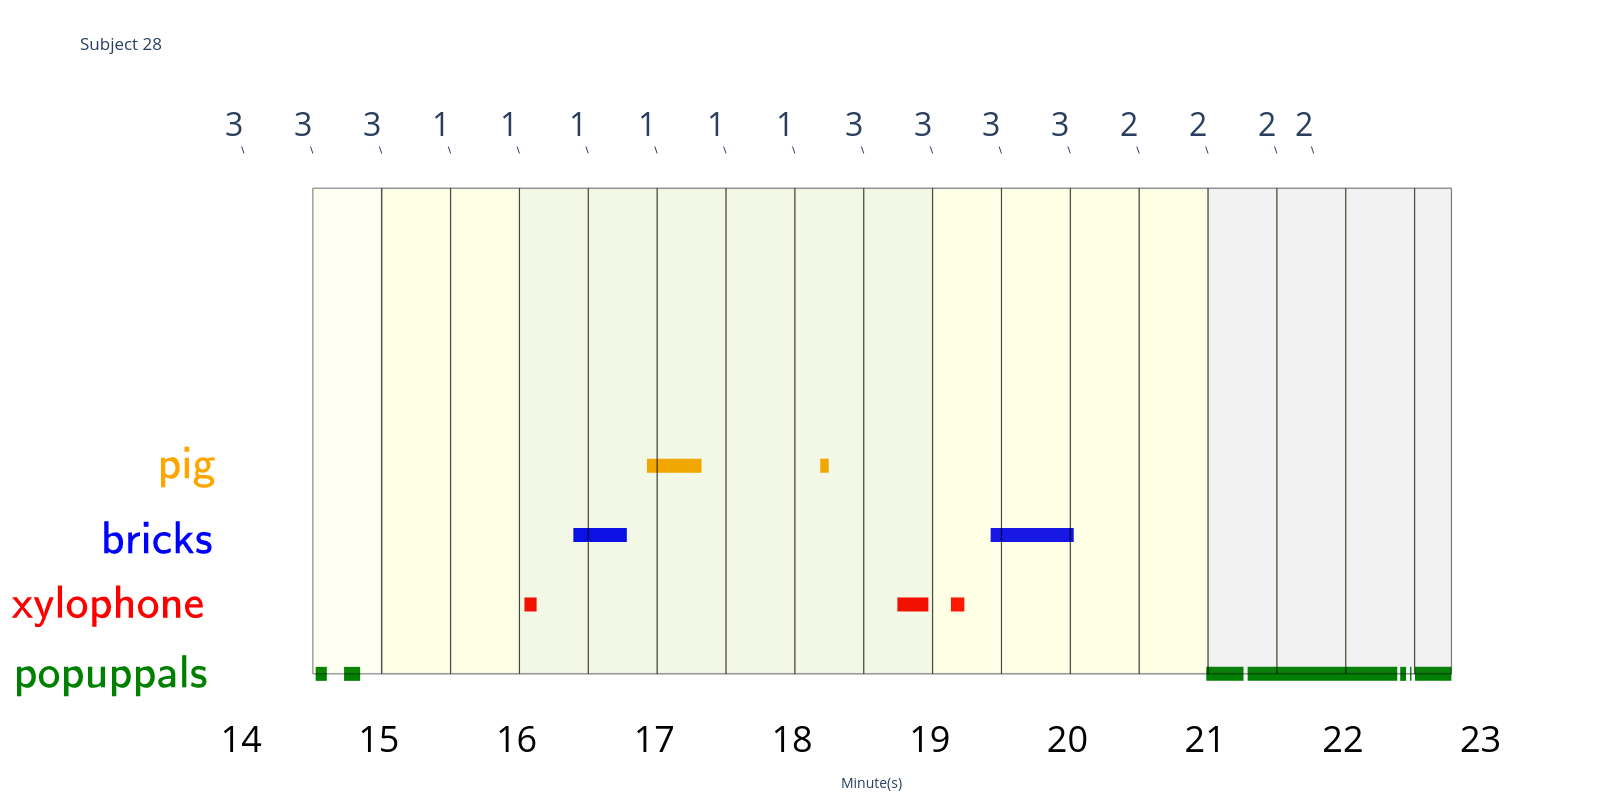 Subject 28
3 3 3 1 1 1 1 1 1 3 3 3 3 2 2 2 2
pig
bricks
xylophone
popuppals
14 15 16 17 18 19 20 21 22 23
Minute(s)